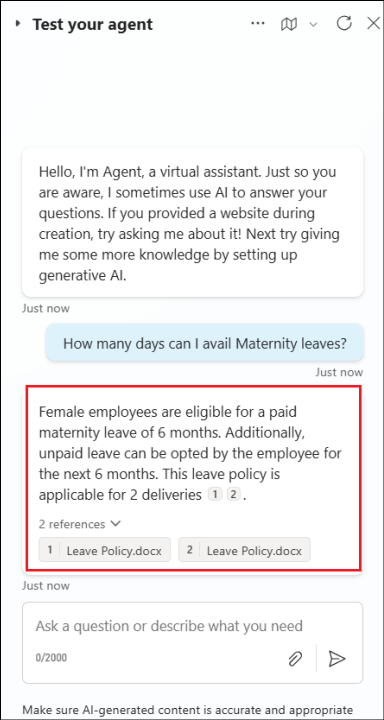 Test your agent
Hello, I'm Agent, a virtual assistant. Just so you
are aware, I sometimes use AI to answer your
questions. If you provided a website during
creation, try asking me about it! Next try giving
me some more knowledge by setting up
generative AI.
Just now
How many days can I avail Maternity leaves?
Just now
Female employees are eligible for a paid
maternity leave of 6 months. Additionally,
unpaid leave can be opted by the employee for
the next 6 months. This leave policy is
applicable for 2 deliveries 1 2 .
2 references
1 Leave Policy.docx 2 Leave Policy.docx
Just now
Ask a question or describe what you need
0/2000
Make sure AI-generated content is accurate and appropriate